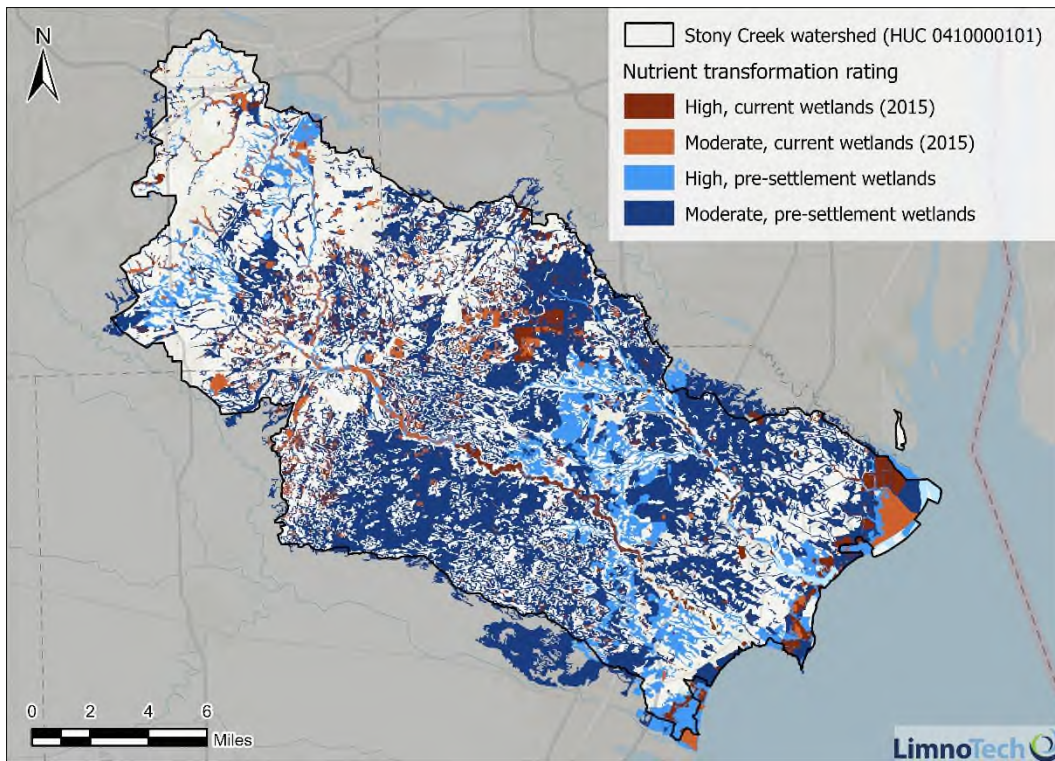 N
Stony Creek watershed (HUC 0410000101)
Nutrient transformation rating
High, current wetlands (2015)
Moderate, current wetlands (2015)
High, pre-settlement wetlands
Moderate, pre-settlement wetlands
0 2 4 6
Miles
LimnoTech